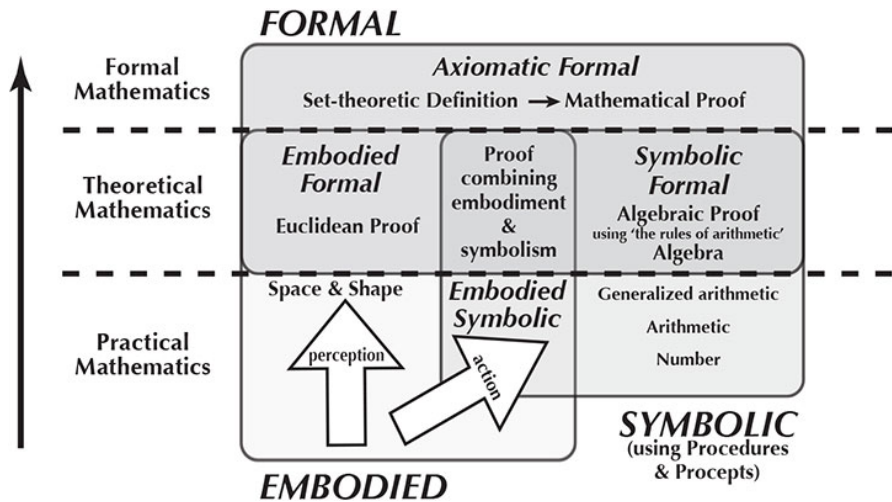 FORMAL
Formal
Mathematics
Axiomatic Formal
Set-theoretic Definition → Mathematical Proof
Theoretical
Mathematics
Embodied
Formal
Euclidean Proof
Proof
combining
embodiment
&
symbolism
Symbolic
Formal
Algebraic Proof
using ‘the rules of arithmetic’
Algebra
Practical
Mathematics
Space & Shape
perception
Embodied
Symbolic
action
Generalized arithmetic
Arithmetic
Number
EMBODIED
SYMBOLIC
(using Procedures
& Procepts)